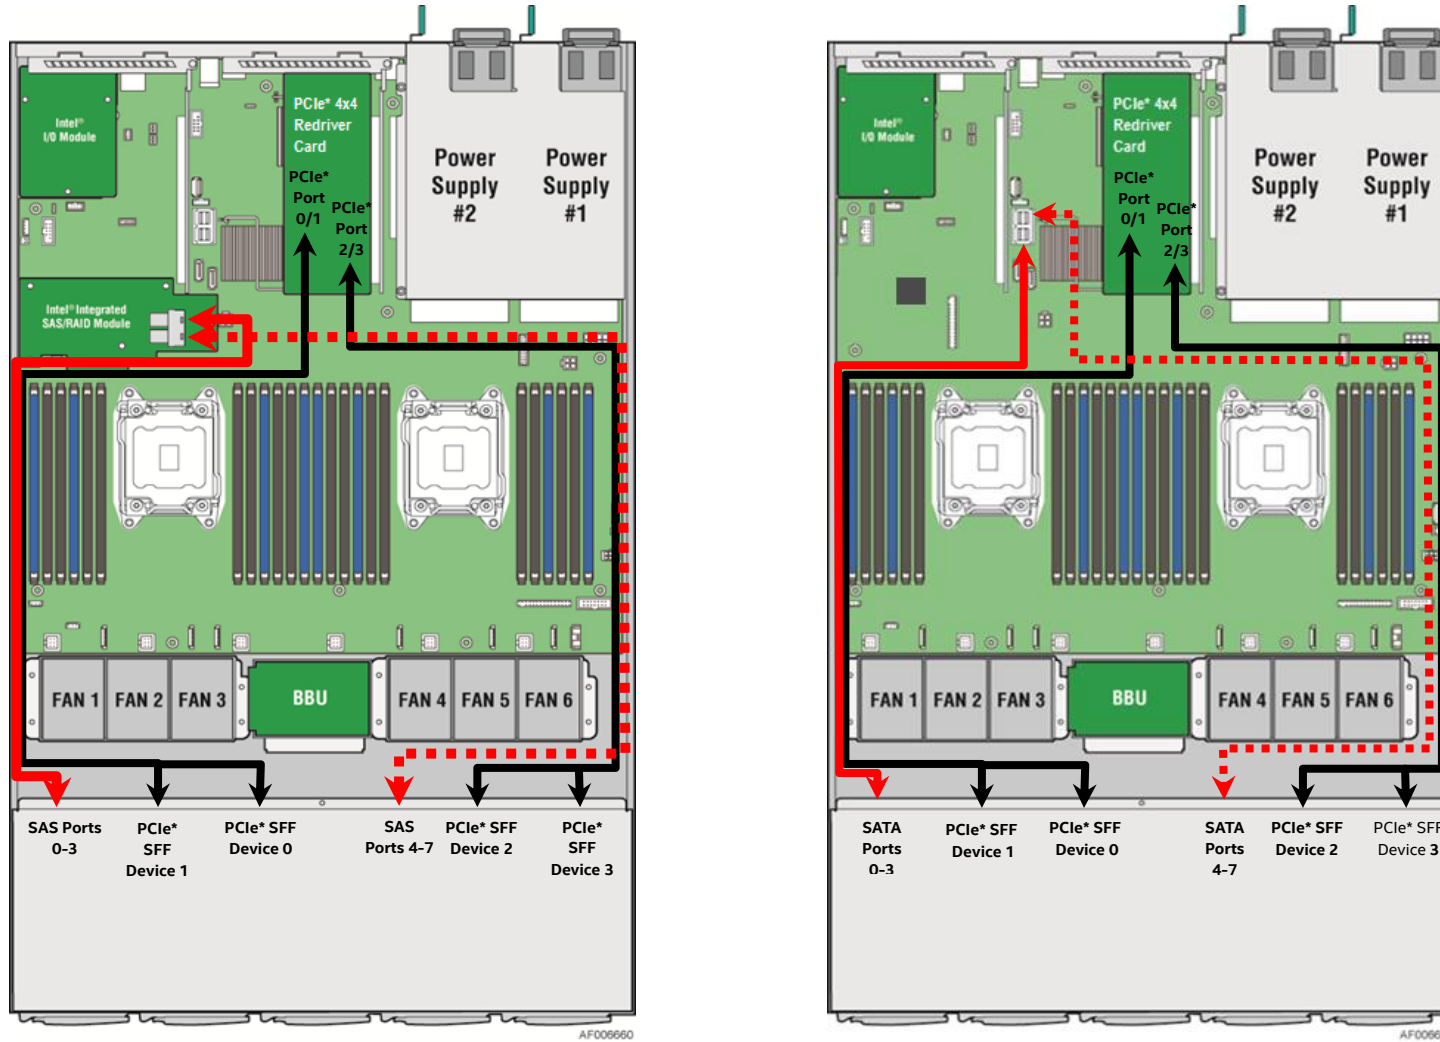 Intel®
I/O Module
PCIe* 4x4
Redriver
Card
PCIe*
Port
0/1
PCIe*
Port
2/3
Power
Supply
#2
Power
Supply
#1
Intel® Integrated
SAS/RAID Module
FAN 1
FAN 2
FAN 3
BBU
FAN 4
FAN 5
FAN 6
SAS Ports
0-3
PCIe*
SFF
Device 1
PCIe* SFF
Device 0
SAS
Ports 4-7
PCIe* SFF
Device 2
PCIe*
SFF
Device 3
AF006660
Intel®
I/O Module
PCIe* 4x4
Redriver
Card
PCIe*
Port
0/1
PCIe*
Port
2/3
Power
Supply
#2
Power
Supply
#1
FAN 1
FAN 2
FAN 3
BBU
FAN 4
FAN 5
FAN 6
SATA
Ports
0-3
PCIe* SFF
Device 1
PCIe* SFF
Device 0
SATA
Ports
4-7
PCIe* SFF
Device 2
PCIe* SFF
Device 3